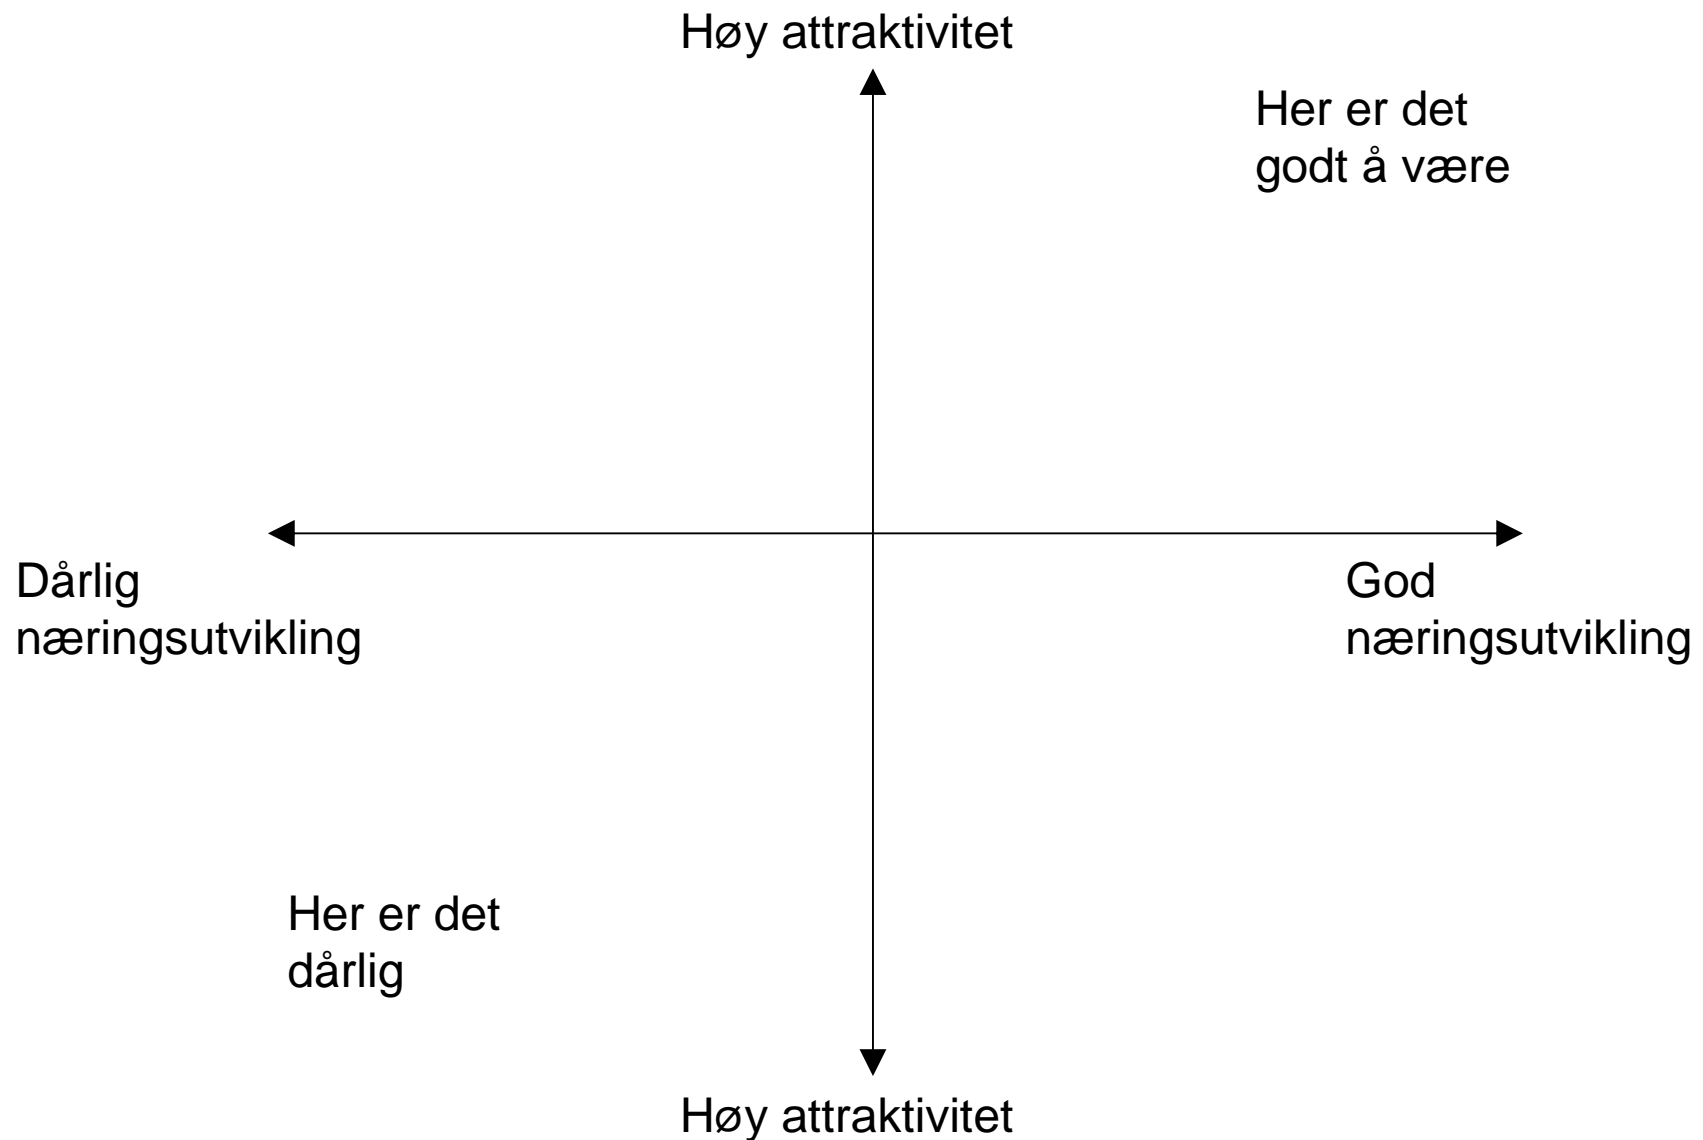 Høy attraktivitet
Her er det
godt å være
Dårlig
næringsutvikling
God
næringsutvikling
Her er det
dårlig
Høy attraktivitet